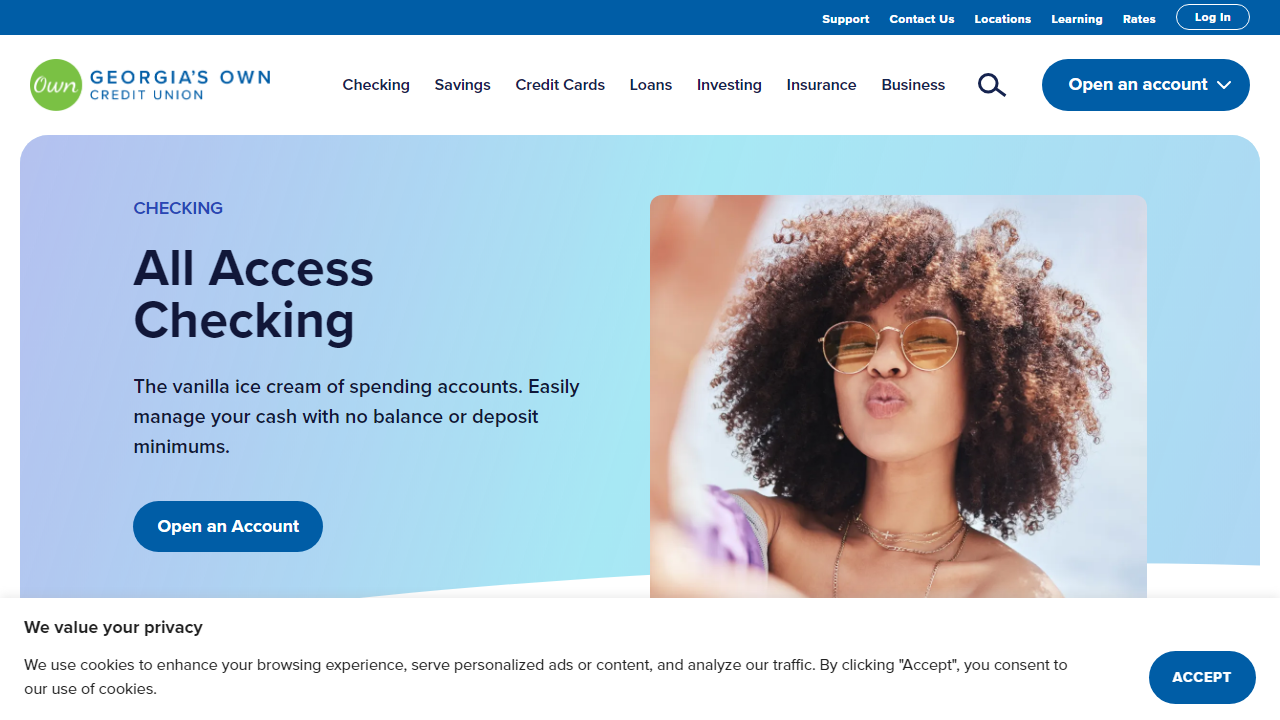 Support Contact Us Locations Learning Rates Log In
Own GEORGIA'S OWN
CREDIT UNION
Checking Savings Credit Cards Loans Investing Insurance Business Open an account
CHECKING
All Access
Checking
The vanilla ice cream of spending accounts. Easily
manage your cash with no balance or deposit
minimums.
Open an Account
We value your privacy
We use cookies to enhance your browsing experience, serve personalized ads or content, and analyze our traffic. By clicking "Accept", you consent to
our use of cookies.
ACCEPT